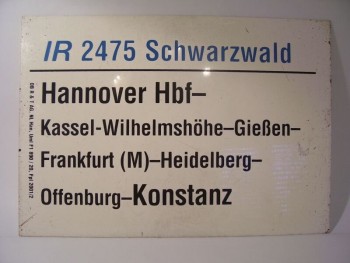 IR 2475 Schwarzwald
Hannover Hbf–
Kassel-Wilhelmshöhe–Gießen–
Frankfurt (M)–Heidelberg–
Offenburg–Konstanz